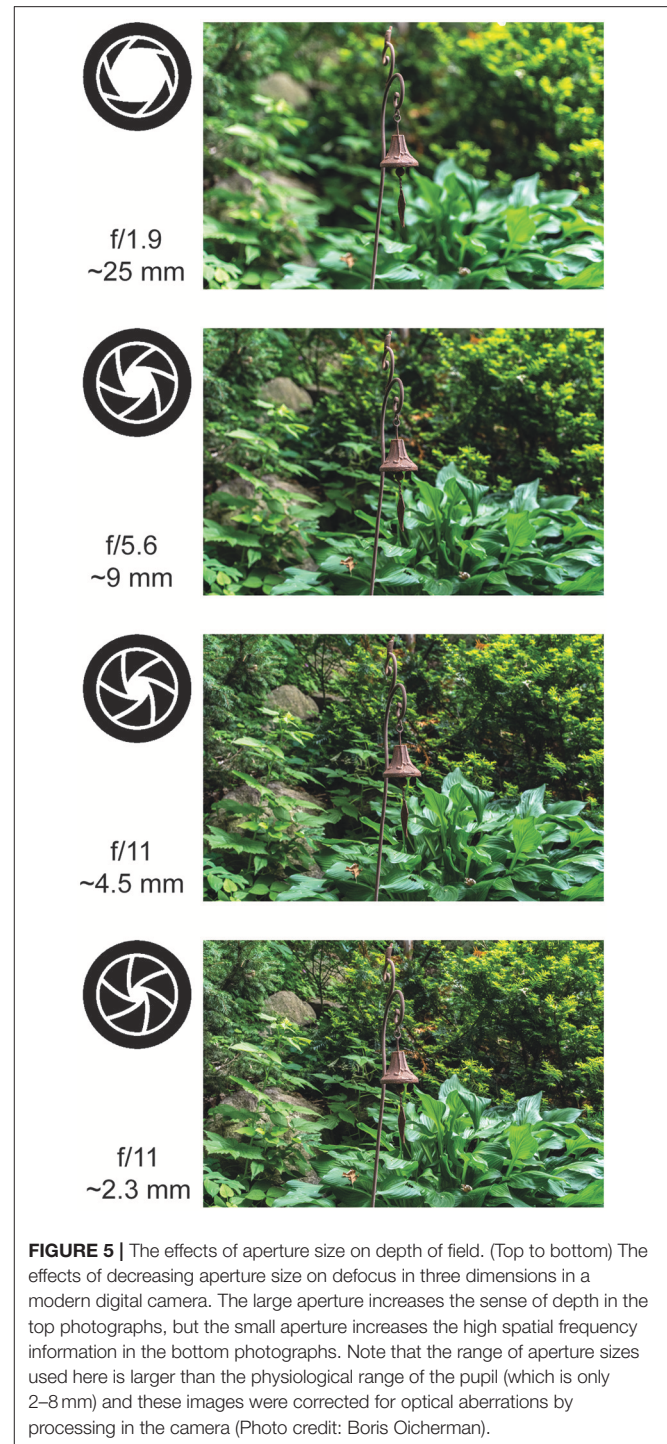 f/1.9
~25 mm
f/5.6
~9 mm
f/11
~4.5 mm
f/11
~2.3 mm
FIGURE 5 | The effects of aperture size on depth of field. (Top to bottom) The
effects of decreasing aperture size on defocus in three dimensions in a
modern digital camera. The large aperture increases the sense of depth in the
top photographs, but the small aperture increases the high spatial frequency
information in the bottom photographs. Note that the range of aperture sizes
used here is larger than the physiological range of the pupil (which is only
2–8 mm) and these images were corrected for optical aberrations by
processing in the camera (Photo credit: Boris Oicherman).